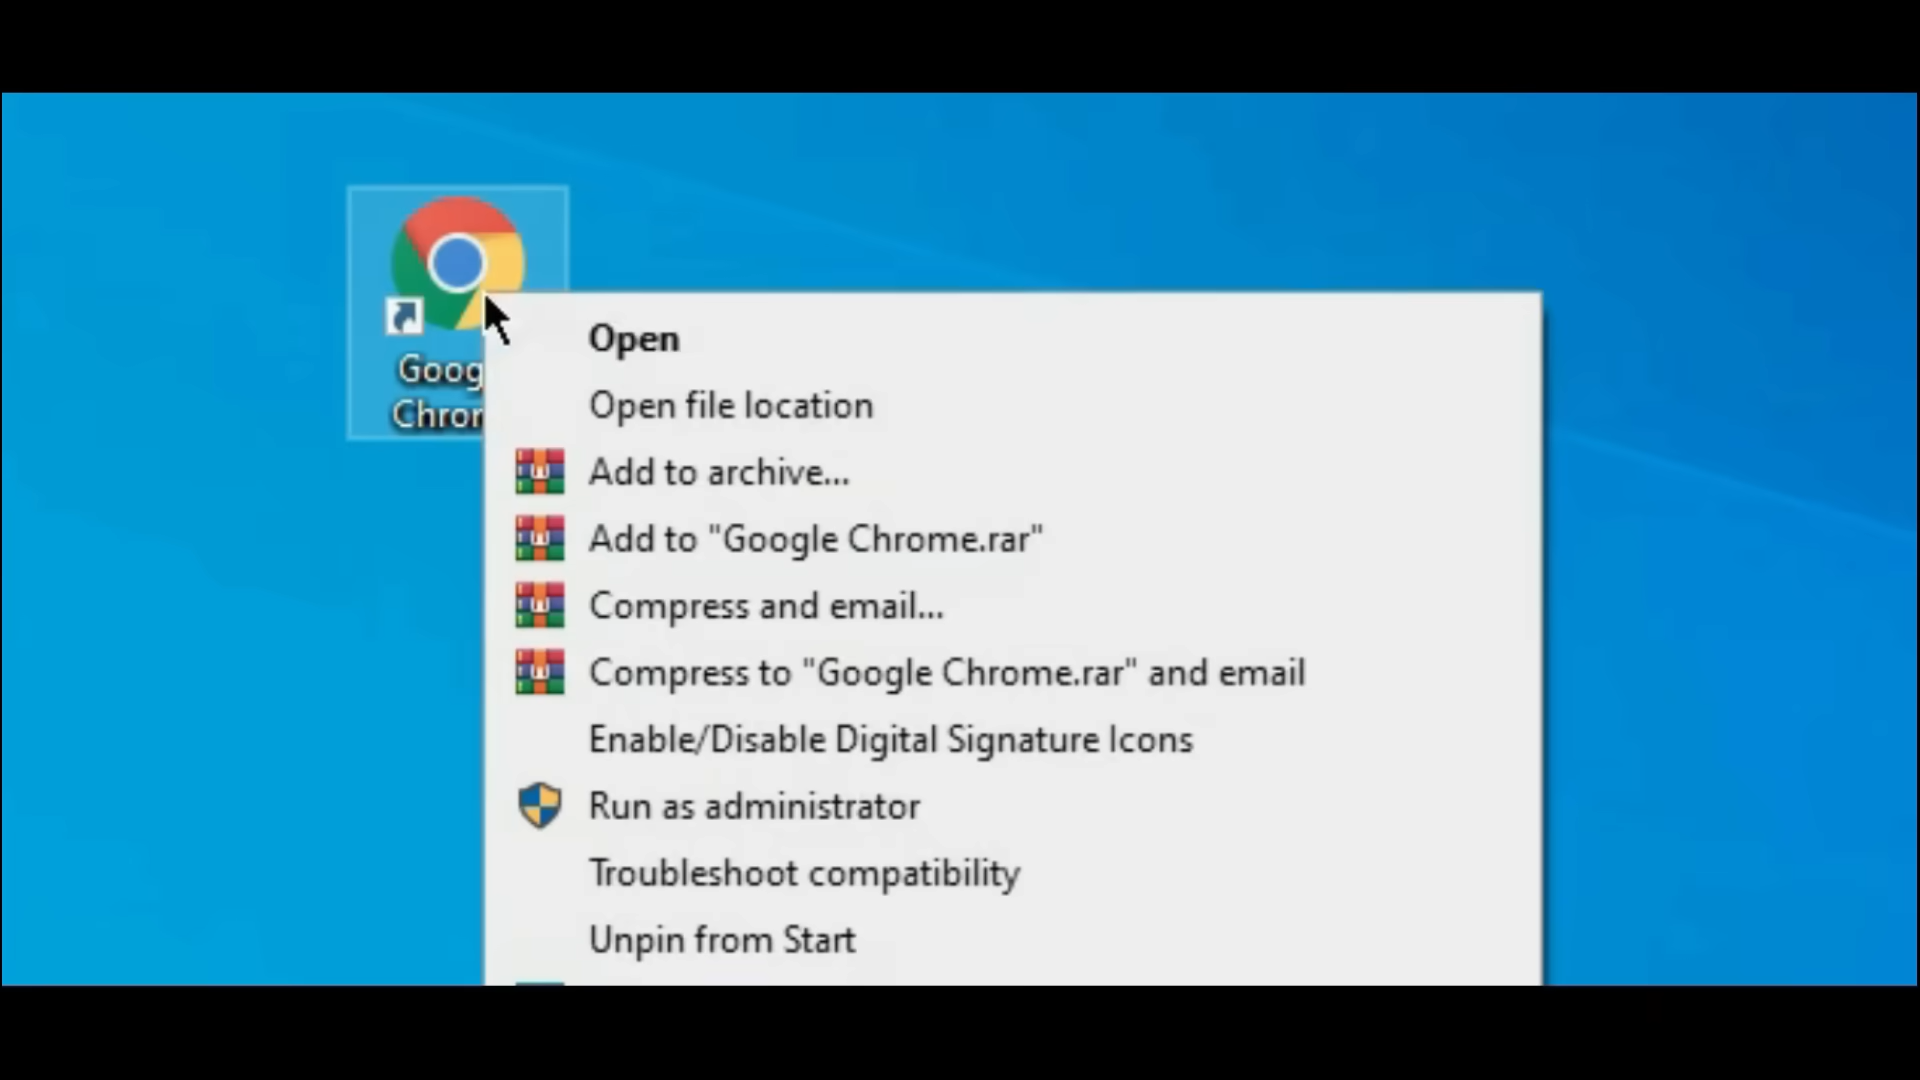 Goog
Chron
Open
Open file location
Add to archive...
Add to "Google Chrome.rar"
Compress and email...
Compress to "Google Chrome.rar" and email
Enable/Disable Digital Signature Icons
Run as administrator
Troubleshoot compatibility
Unpin from Start